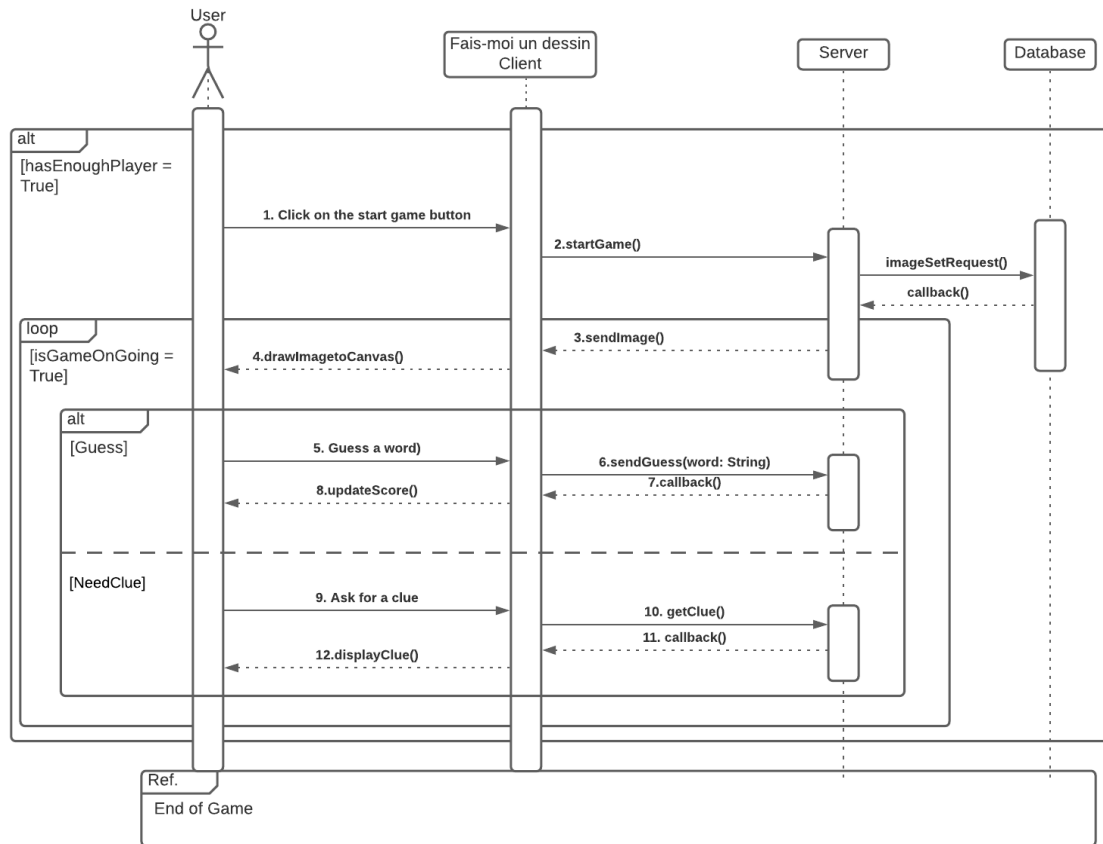 User
Fais-moi un dessin
Client
Server
Database
alt
[hasEnoughPlayer =
True]
1. Click on the start game button
2.startGame()
imageSetRequest()
callback()
loop
[isGameOnGoing =
True]
3.sendImage()
4.drawImagetoCanvas()
alt
[Guess]
5. Guess a word)
6.sendGuess(word: String)
7.callback()
8.updateScore()
[NeedClue]
9. Ask for a clue
10. getClue()
11. callback()
12.displayClue()
Ref.
End of Game